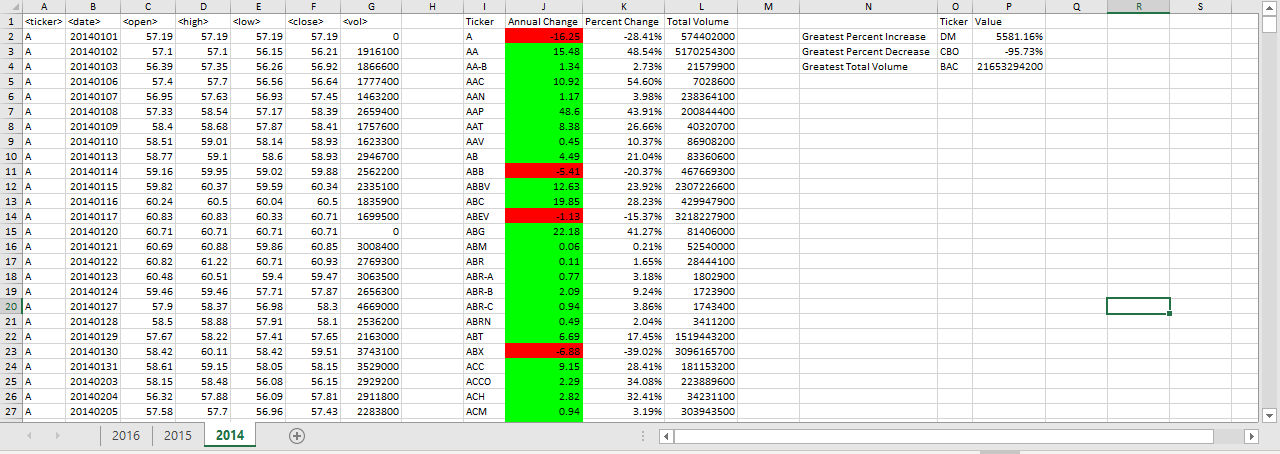 A B C D E F G H I J K L M N O P Q R S
1 <ticker> <date> <open> <high> <low> <close> <vol> Ticker Annual Change Percent Change Total Volume Ticker Value
2 A 20140101 57.19 57.19 57.19 57.19 0 A -16.25 -28.41% 574402000 Greatest Percent Increase DM 5581.16%
3 A 20140102 57.1 57.1 56.15 56.21 1916100 AA 15.48 48.54% 5170254300 Greatest Percent Decrease CBO -95.73%
4 A 20140103 56.39 57.35 56.26 56.92 1866600 AA-B 1.34 2.73% 21579900 Greatest Total Volume BAC 21653294200
5 A 20140106 57.4 57.7 56.56 56.64 1777400 AAC 10.92 54.60% 7028600
6 A 20140107 56.95 57.63 56.93 57.45 1463200 AAN 1.17 3.98% 238364100
7 A 20140108 57.33 58.54 57.17 58.39 2659400 AAP 48.6 43.91% 200844400
8 A 20140109 58.4 58.68 57.87 58.41 1757600 AAT 8.38 26.66% 40320700
9 A 20140110 58.51 59.01 58.14 58.93 1623300 AAV 0.45 10.37% 86908200
10 A 20140113 58.77 59.1 58.6 58.93 2946700 AB 4.49 21.04% 83360600
11 A 20140114 59.16 59.95 59.02 59.88 2562200 ABB -5.41 -20.37% 467669300
12 A 20140115 59.82 60.37 59.59 60.34 2335100 ABBV 12.63 23.92% 2307226600
13 A 20140116 60.24 60.5 60.04 60.5 1835900 ABC 19.85 28.23% 429947900
14 A 20140117 60.83 60.83 60.33 60.71 1699500 ABEV -1.13 -15.37% 3218227900
15 A 20140120 60.71 60.71 60.71 60.71 0 ABG 22.18 41.27% 81406000
16 A 20140121 60.69 60.88 59.86 60.85 3008400 ABM 0.06 0.21% 52540000
17 A 20140122 60.82 61.22 60.71 60.93 2769300 ABR 0.11 1.65% 28444100
18 A 20140123 60.48 60.51 59.4 59.47 3063500 ABR-A 0.77 3.18% 1802900
19 A 20140124 59.46 59.46 57.71 57.87 2656300 ABR-B 2.09 9.24% 1723900
20 A 20140127 57.9 58.37 56.98 58.3 4669000 ABR-C 0.94 3.86% 1743400
21 A 20140128 58.5 58.88 57.91 58.1 2536200 ABRN 0.49 2.04% 3411200
22 A 20140129 57.67 58.22 57.41 57.65 2163000 ABT 6.69 17.45% 1519443200
23 A 20140130 58.42 60.11 58.42 59.51 3743100 ABX -6.88 -39.02% 3096165700
24 A 20140131 58.61 59.15 58.05 58.15 3529000 ACC 9.15 28.41% 181153200
25 A 20140203 58.15 58.48 56.08 56.15 2929200 ACCO 2.29 34.08% 223889600
26 A 20140204 56.32 57.88 56.09 57.81 2911800 ACH 2.82 32.41% 34231100
27 A 20140205 57.58 57.7 56.96 57.43 2283800 ACM 0.94 3.19% 303943500
2016 2015 2014